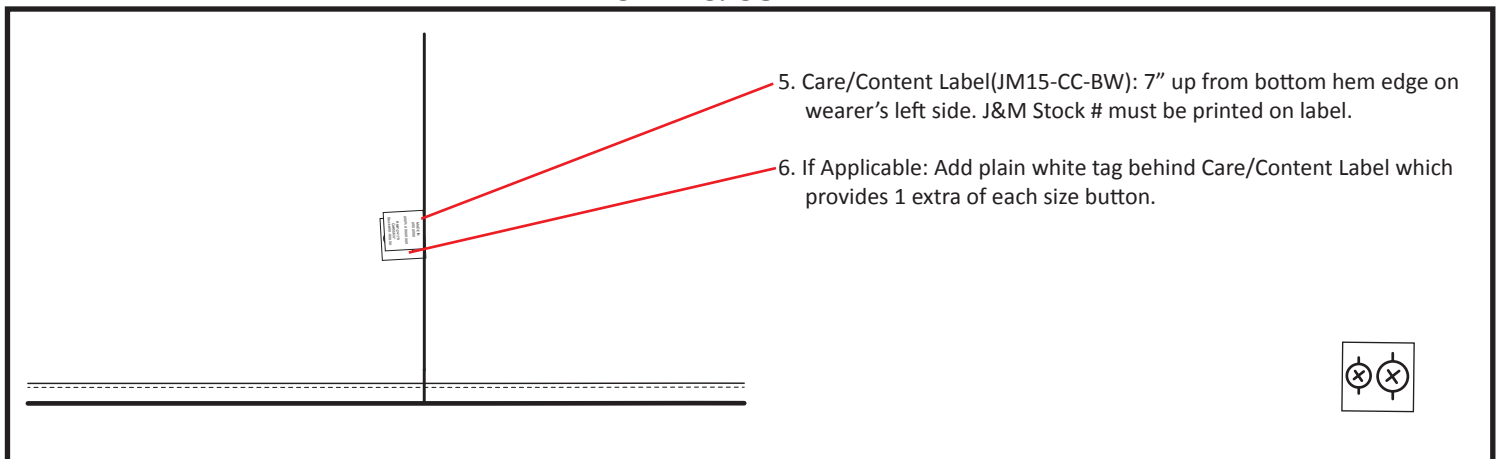 5. Care/Content Label(JM15-CC-BW): 7” up from bottom hem edge on
wearer’s left side. J&M Stock # must be printed on label.
6. If Applicable: Add plain white tag behind Care/Content Label which
provides 1 extra of each size button.